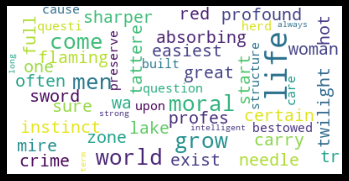 cause sharper red profound
questi absorbing herd always
full come easiest woman hot
flaming tattered preserve built great start structure life
one often men question care
long sword sure wa upon moral twilight
strong profes certain
instinct zone lake intelligent bestowed
mire grow carry
crime term world exist needle tr